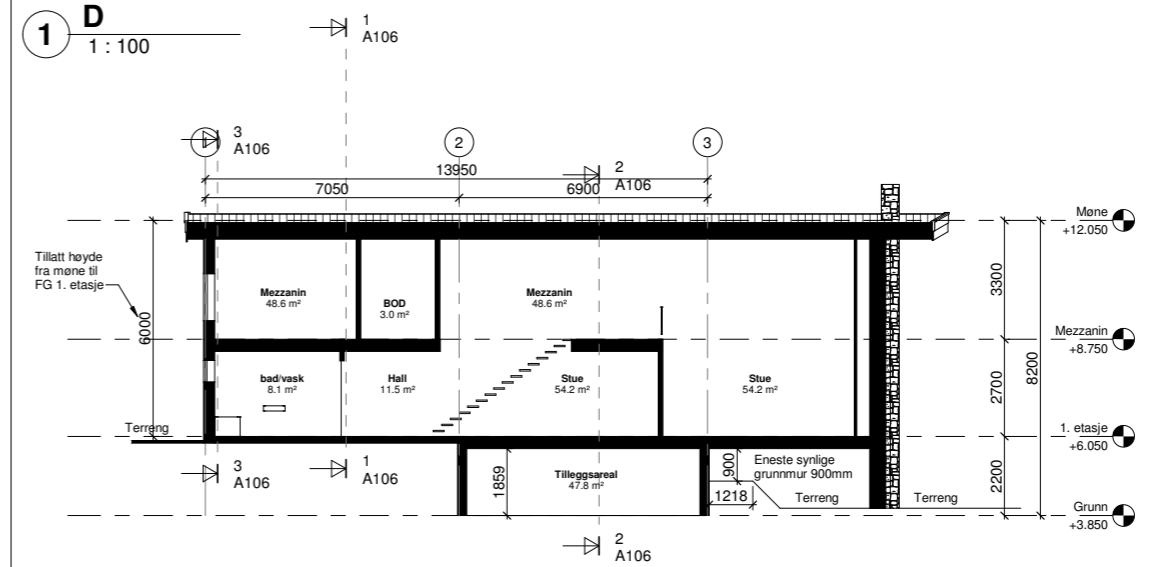 1
D
1 : 100
1
A106
3
A106
2
3
13950
2
A106
7050
6900
Møne
+12.050
Tillatt høyde
fra møne til
FG 1. etasje
6000
Mezzanin
48.6 m²
BOD
3.0 m²
Mezzanin
48.6 m²
3300
Mezzanin
+8.750
8200
bad/vask
8.1 m²
Hall
11.5 m²
Stue
54.2 m²
Stue
54.2 m²
2700
Terreng
1. etasje
+6.050
3
A106
1
A106
1859
Tilleggsareal
47.8 m²
900
Eneste synlige
grunnmur 900mm
1218
Terreng
Terreng
2200
Grunn
+3.850
2
A106